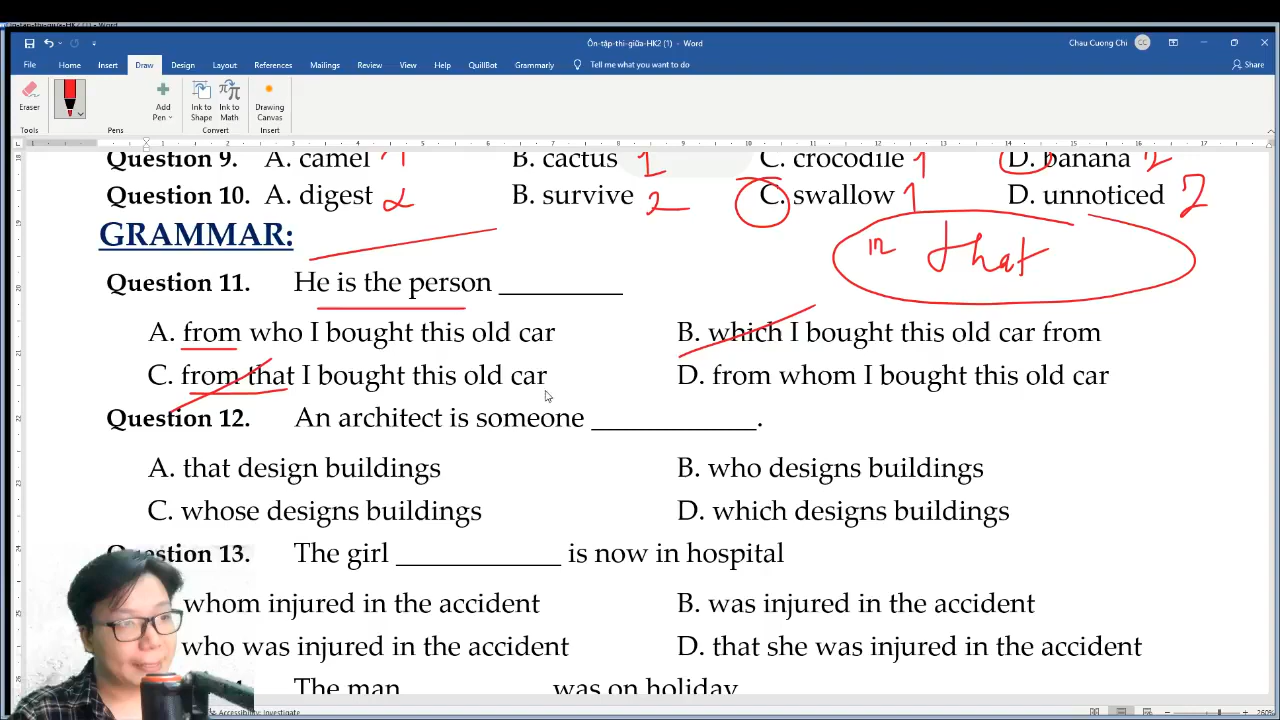 Ôn-tập-thi-giữa-HK2 (1) - Word
Chau Cuong Chi CC
File Home Insert Draw Design Layout References Mailings Review View Help QuillBot Grammarly Tell me what you want to do Share
Eraser Add Pen Ink to Shape Ink to Math Drawing Canvas
Tools Pens Convert Insert
Question 9. A. camel 1 B. cactus 1 C. crocodile 1 D. banana 2
Question 10. A. digest 2 B. survive 2 C. swallow 1 D. unnoticed 2
GRAMMAR:
that
Question 11. He is the person _________
A. from who I bought this old car B. which I bought this old car from
C. from that I bought this old car D. from whom I bought this old car
Question 12. An architect is someone ____________.
A. that design buildings B. who designs buildings
C. whose designs buildings D. which designs buildings
Question 13. The girl ____________ is now in hospital
whom injured in the accident B. was injured in the accident
who was injured in the accident D. that she was injured in the accident
The man ___________ was on holiday
Accessibility: Investigate 260%